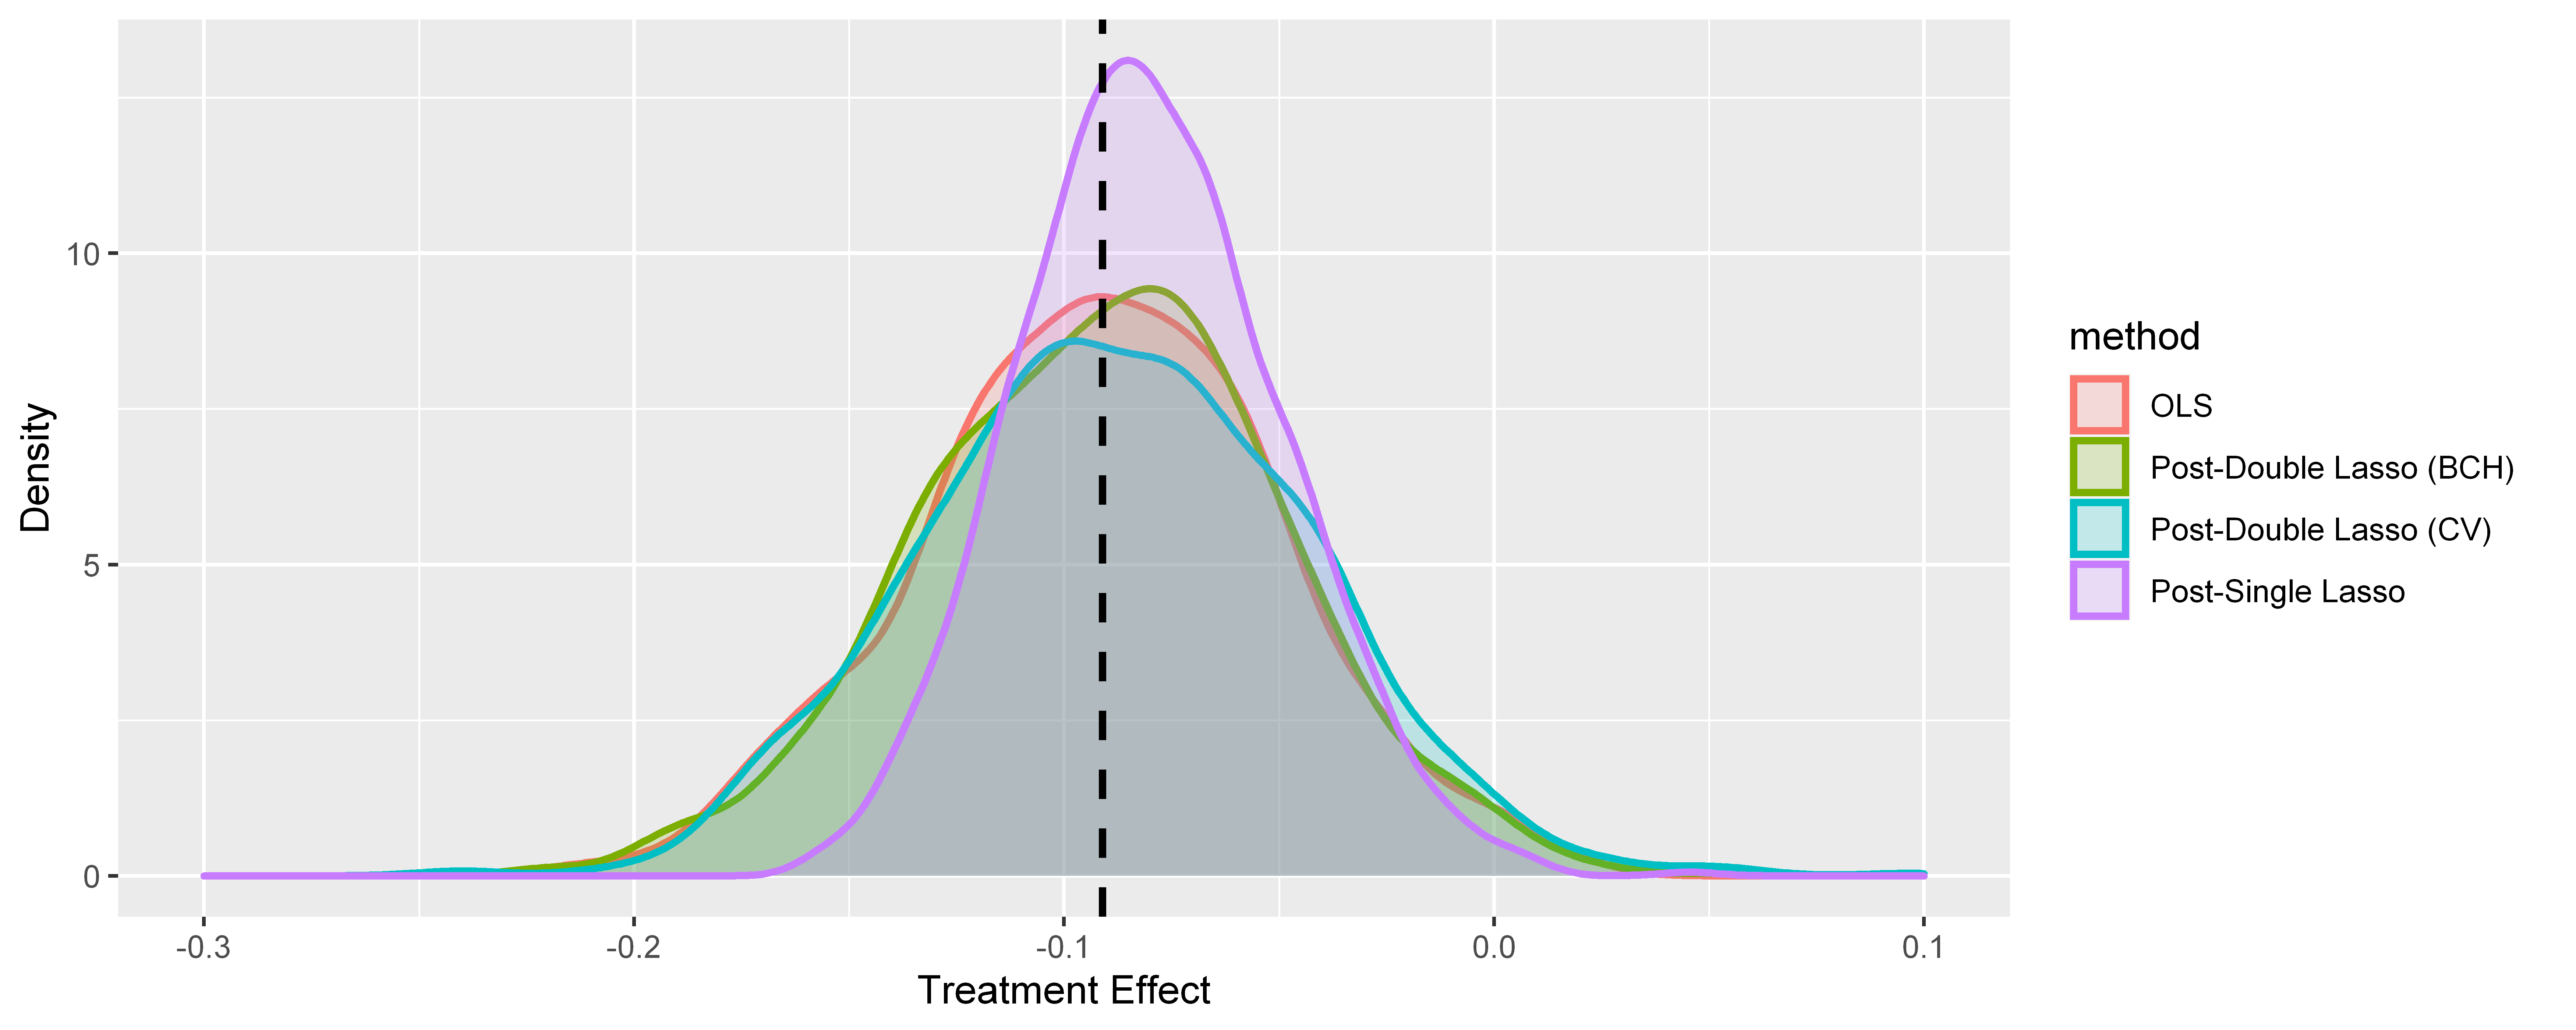 Density
10
5
0
-0.3
-0.2
-0.1
0.0
0.1
Treatment Effect
method
OLS
Post-Double Lasso (BCH)
Post-Double Lasso (CV)
Post-Single Lasso